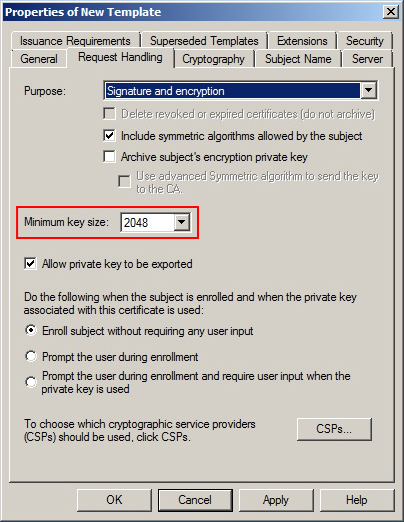 Properties of New Template
Issuance Requirements Superseded Templates Extensions Security
General Request Handling Cryptography Subject Name Server
Purpose: Signature and encryption
Delete revoked or expired certificates (do not archive)
Include symmetric algorithms allowed by the subject
Archive subject's encryption private key
Use advanced Symmetric algorithm to send the key
to the CA.
Minimum key size: 2048
Allow private key to be exported
Do the following when the subject is enrolled and when the private key
associated with this certificate is used:
Enroll subject without requiring any user input
Prompt the user during enrollment
Prompt the user during enrollment and require user input when the
private key is used
To choose which cryptographic service providers
(CSPs) should be used, click CSPs.
CSPs...
OK Cancel Apply Help